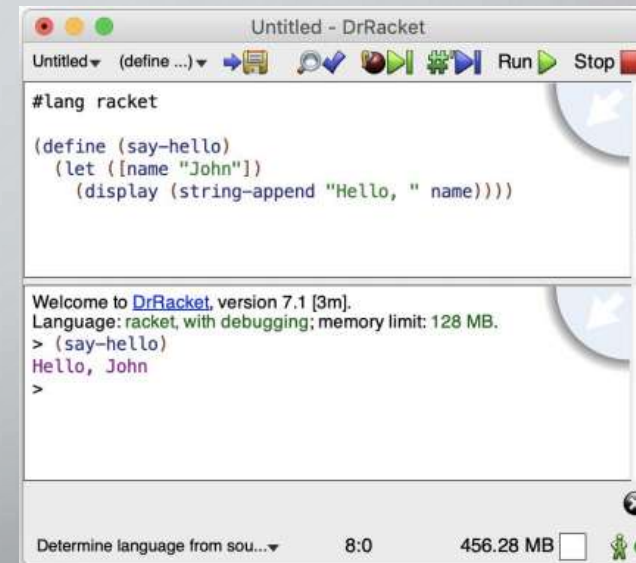 Untitled - DrRacket
Untitled (define ...) Run Stop
#lang racket
(define (say-hello)
(let ([name "John"])
(display (string-append "Hello, " name))))
Welcome to DrRacket, version 7.1 [3m].
Language: racket, with debugging; memory limit: 128 MB.
> (say-hello)
Hello, John
>
Determine language from sou... 8:0 456.28 MB